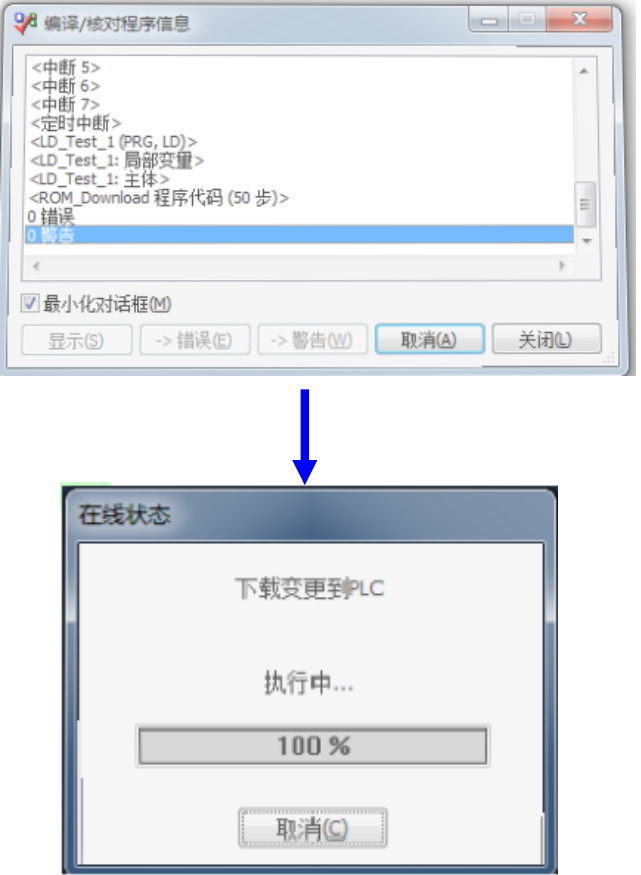 编译/核对程序信息
<中断 5>
<中断 6>
<中断 7>
<定时中断>
<LD_Test_1 (PRG, LD)>
<LD_Test_1: 局部变量>
<LD_Test_1: 主体>
<ROM_Download 程序代码 (50 步)>
0 错误
0 警告
最小化对话框(M)
显示(S) -> 错误(E) -> 警告(W) 取消(A) 关闭(L)
在线状态
下载变更到PLC
执行中...
100 %
取消(C)